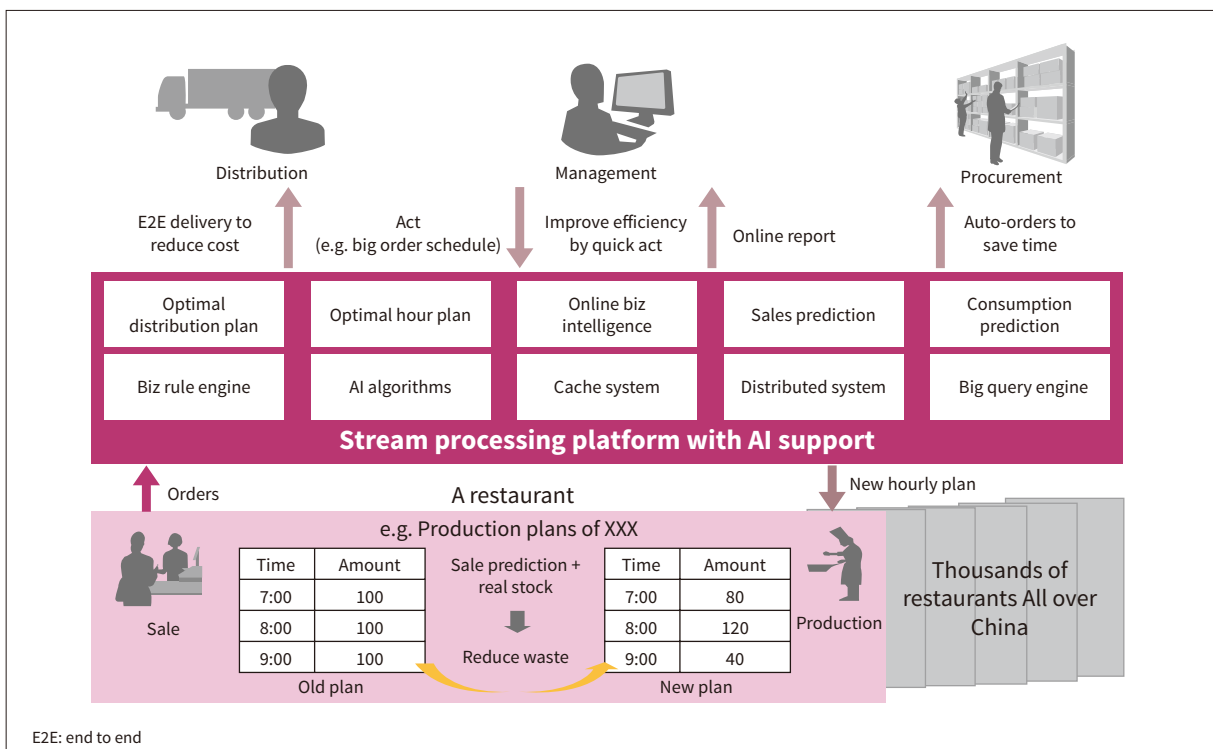 Distribution
Management
Procurement
E2E delivery to
reduce cost
Act
(e.g. big order schedule)
Improve efficiency
by quick act
Online report
Auto-orders to
save time
Optimal
distribution plan
Optimal hour plan
Online biz
intelligence
Sales prediction
Consumption
prediction
Biz rule engine
AI algorithms
Cache system
Distributed system
Big query engine
Stream processing platform with AI support
Orders
A restaurant
New hourly plan
e.g. Production plans of XXX
Sale
Time Amount
7:00 100
8:00 100
9:00 100
Old plan
Sale prediction +
real stock
Reduce waste
Time Amount
7:00 80
8:00 120
9:00 40
New plan
Production
Thousands of
restaurants All over
China
E2E: end to end